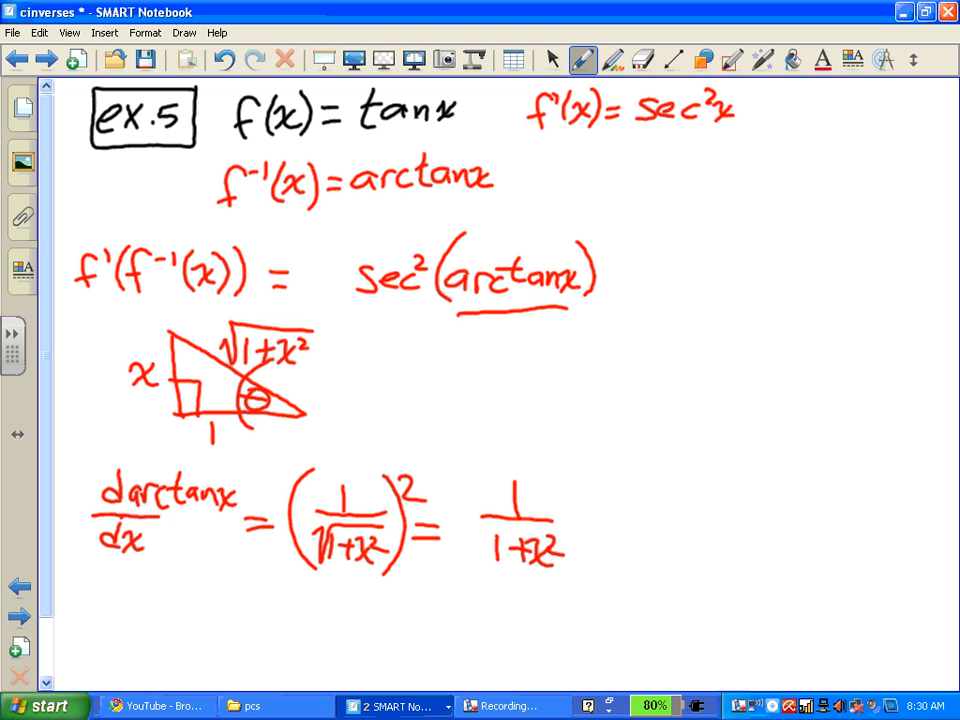 cinverses * - SMART Notebook
File Edit View Insert Format Draw Help
ex.5 f(x) = tanx f'(x) = sec²x
f⁻¹(x) = arctanx
f'(f⁻¹(x)) = sec²(arctanx)
√1+x²
x
θ
1
darctanx/dx = (1/√1+x²)² = 1/1+x²
start YouTube - Bro... pcs 2 SMART No... Recording... 80% 8:30 AM